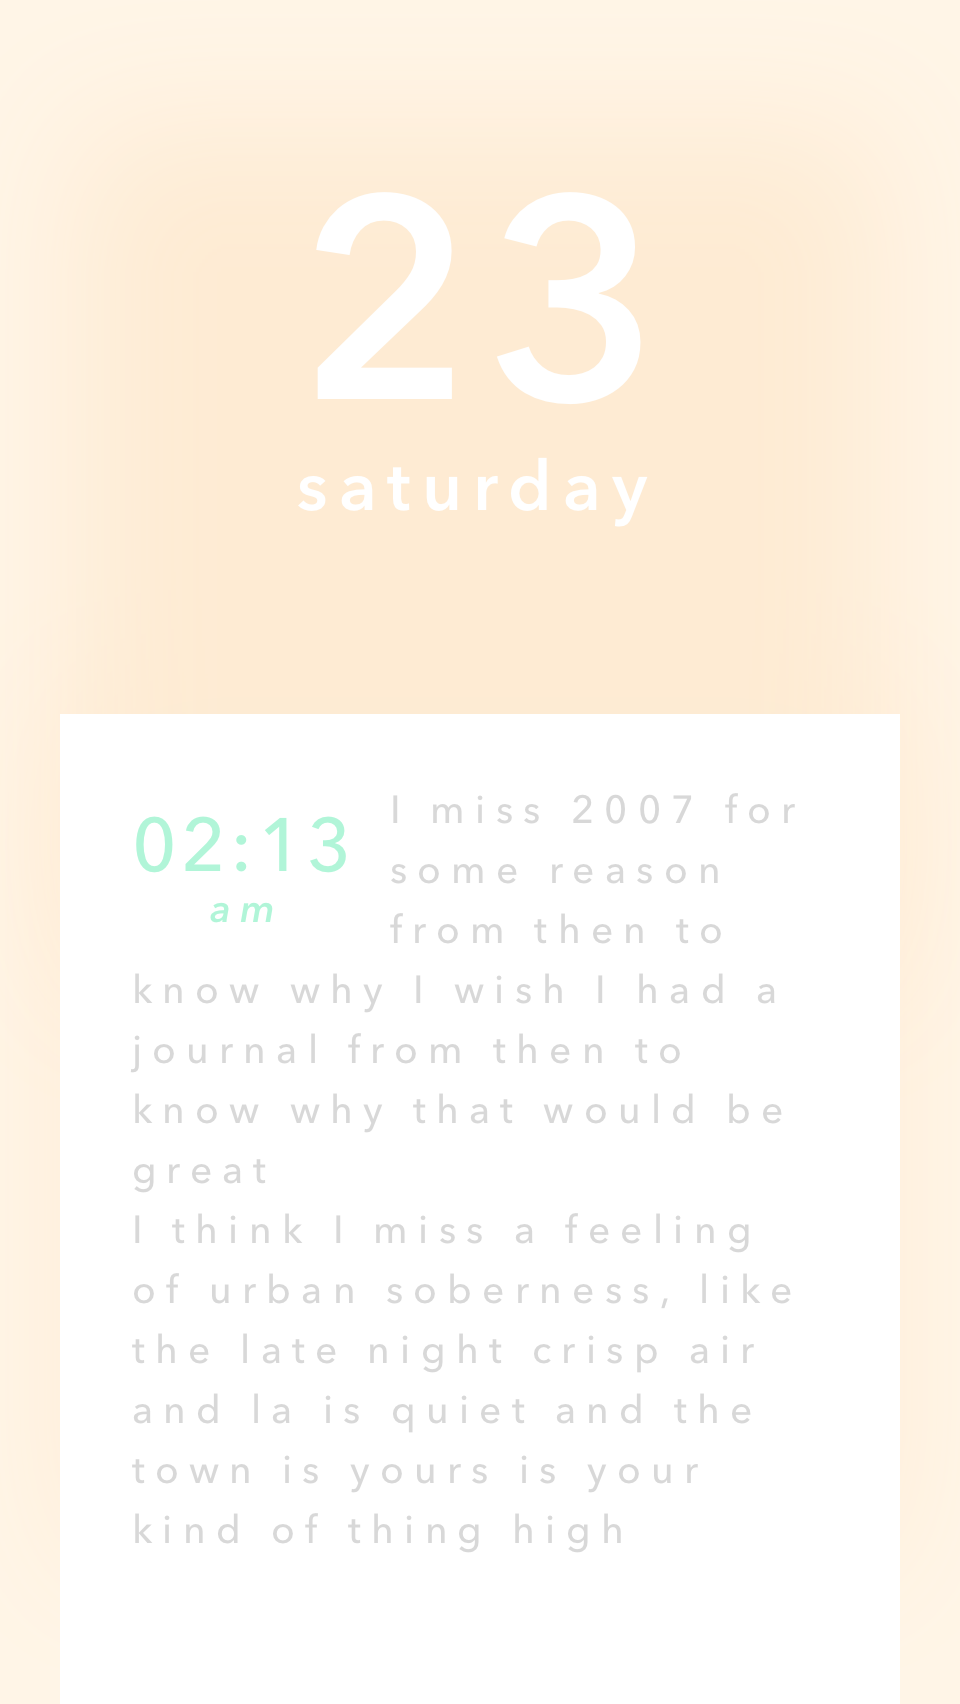 23
saturday
02:13
am
I miss 2007 for
some reason
from then to
know why I wish I had a
journal from then to
know why that would be
great
I think I miss a feeling
of urban soberness, like
the late night crisp air
and la is quiet and the
town is yours is your
kind of thing high